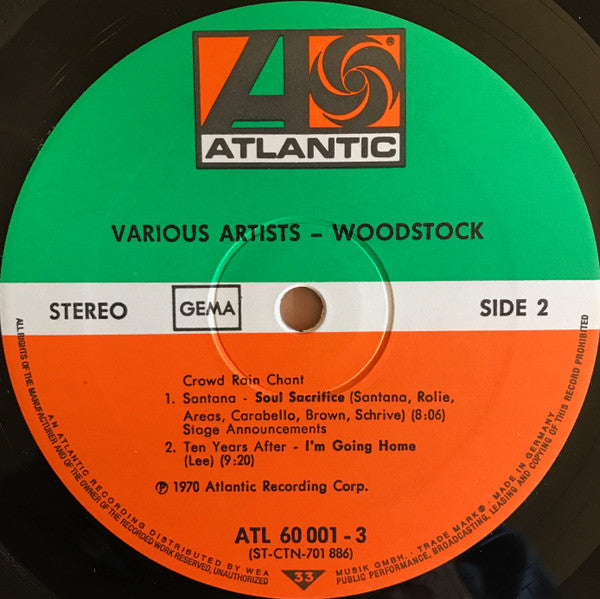 ATLANTIC
®
VARIOUS ARTISTS – WOODSTOCK
STEREO
GEMA
SIDE 2
Crowd Rain Chant
1. Santana - Soul Sacrifice (Santana, Rolie,
Areas, Carabello, Brown, Schrive) (8:06)
Stage Announcements
2. Ten Years After - I'm Going Home
(Lee) (9:20)
℗ 1970 Atlantic Recording Corp.
ATL 60 001 - 3
(ST-CTN-701 886)
33
ALL RIGHTS OF THE MANUFACTURER AND OF THE OWNER OF THE RECORDED WORK RESERVED, UNAUTHORIZED PUBLIC PERFORMANCE, BROADCASTING, LEASING AND COPYING OF THIS RECORD PROHIBITED
AN ATLANTIC RECORDING DISTRIBUTED BY WEA MUSIK GMBH. · TRADE MARK® · MADE IN GERMANY